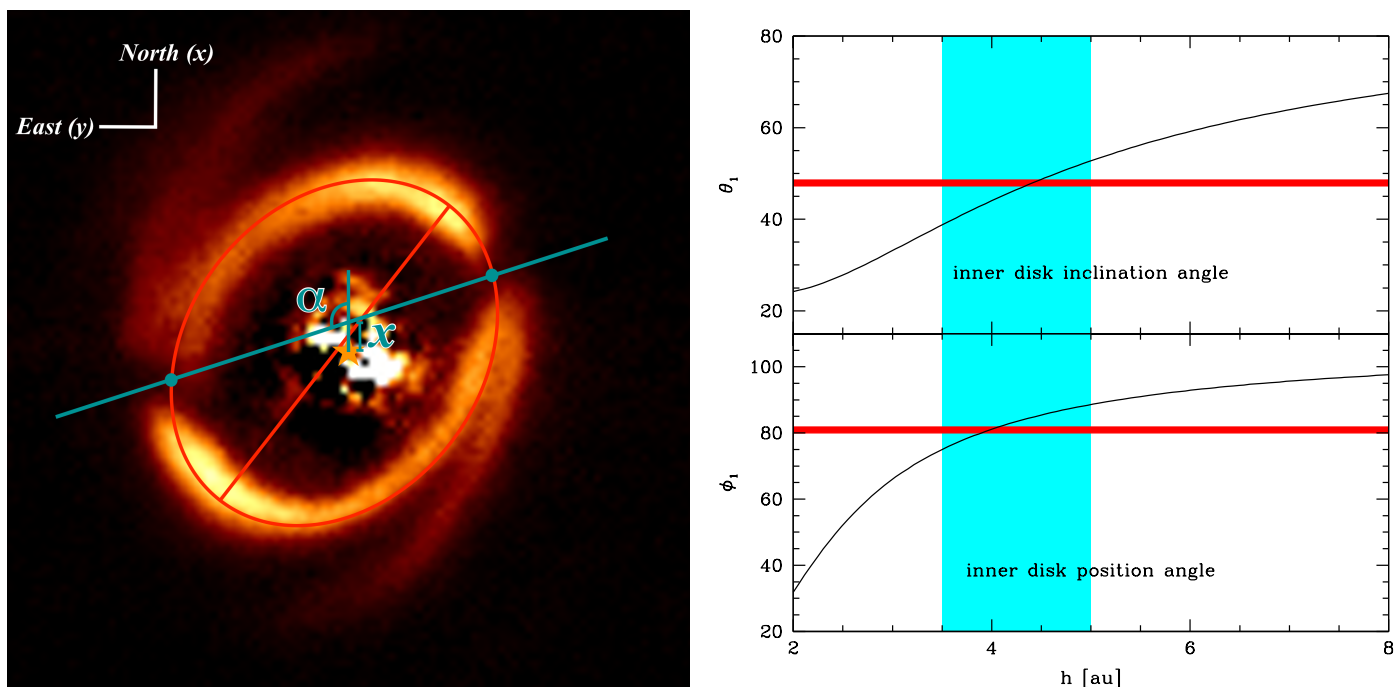 North (x)
East (y)
α
x
80
60
40
20
θ₁
inner disk inclination angle
100
80
60
40
20
ϕ₁
inner disk position angle
2
4
6
8
h [au]